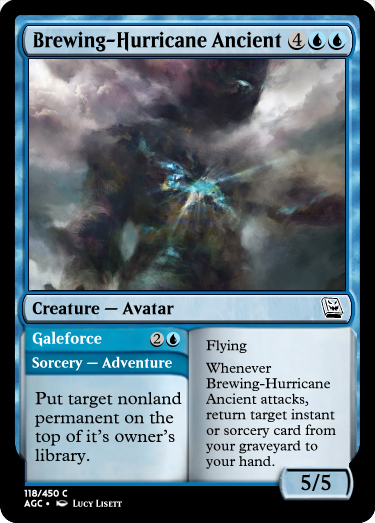 Brewing-Hurricane Ancient 4
Creature — Avatar
Galeforce 2
Sorcery — Adventure
Put target nonland
permanent on the
top of it's owner's
library.
Flying
Whenever
Brewing-Hurricane
Ancient attacks,
return target instant
or sorcery card from
your graveyard to
your hand.
5/5
118/450 C
AGC • Lucy Lisett